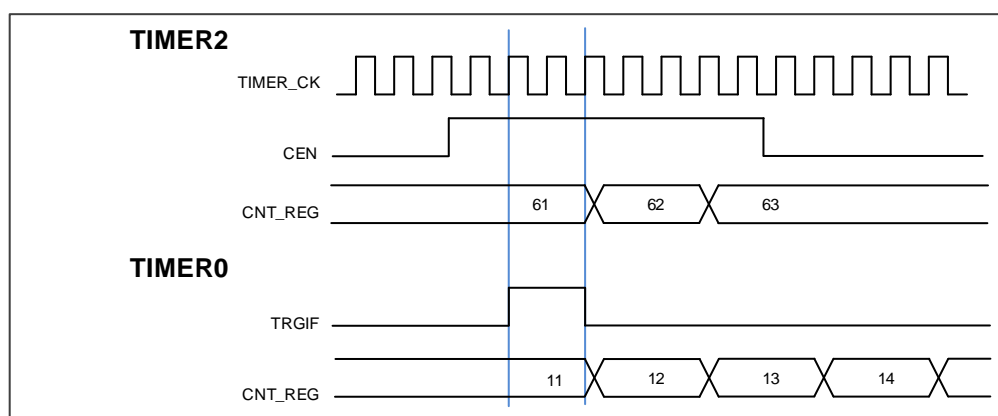 TIMER2
TIMER_CK
CEN
CNT_REG 61 62 63
TIMER0
TRGIF
CNT_REG 11 12 13 14